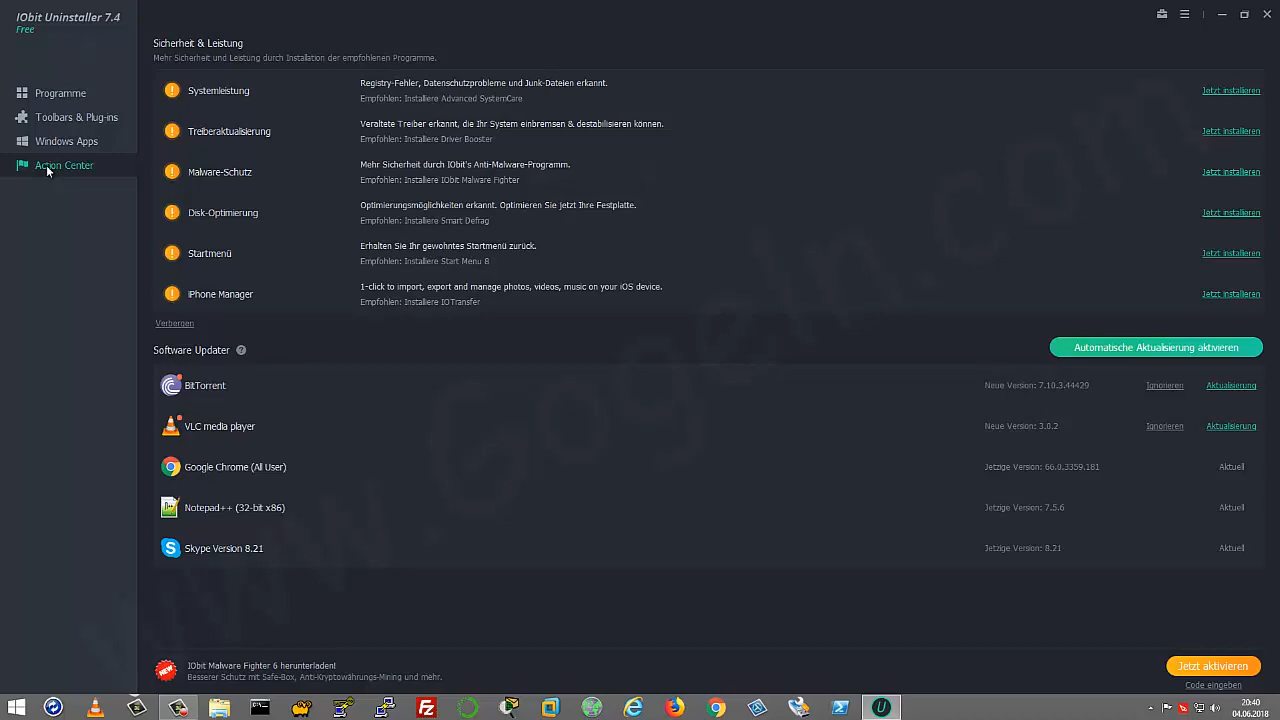 IObit Uninstaller 7.4
Free
Programme
Toolbars & Plug-ins
Windows Apps
Action Center
Sicherheit & Leistung
Mehr Sicherheit und Leistung durch Installation der empfohlenen Programme.
Systemleistung
Registry-Fehler, Datenschutzprobleme und Junk-Dateien erkannt.
Empfohlen: Installiere Advanced SystemCare
Jetzt installieren
Treiberaktualisierung
Veraltete Treiber erkannt, die Ihr System einbremsen & destabilisieren können.
Empfohlen: Installiere Driver Booster
Jetzt installieren
Malware-Schutz
Mehr Sicherheit durch IObit's Anti-Malware-Programm.
Empfohlen: Installiere IObit Malware Fighter
Jetzt installieren
Disk-Optimierung
Optimierungsmöglichkeiten erkannt. Optimieren Sie jetzt Ihre Festplatte.
Empfohlen: Installiere Smart Defrag
Jetzt installieren
Startmenü
Erhalten Sie Ihr gewohntes Startmenü zurück.
Empfohlen: Installiere Start Menu 8
Jetzt installieren
iPhone Manager
1-click to import, export and manage photos, videos, music on your iOS device.
Empfohlen: Installiere IOTransfer
Jetzt installieren
Verbergen
Software Updater ?
Automatische Aktualisierung aktivieren
BitTorrent Neue Version: 7.10.3.44429 Ignorieren Aktualisierung
VLC media player Neue Version: 3.0.2 Ignorieren Aktualisierung
Google Chrome (All User) Jetzige Version: 66.0.3359.181 Aktuell
Notepad++ (32-bit x86) Jetzige Version: 7.5.6 Aktuell
Skype Version 8.21 Jetzige Version: 8.21 Aktuell
www.Gogeln.com
NEW
IObit Malware Fighter 6 herunterladen!
Besserer Schutz mit Safe-Box, Anti-Kryptowährungs-Mining und mehr.
Jetzt aktivieren
Code eingeben
20:40
04.06.2018